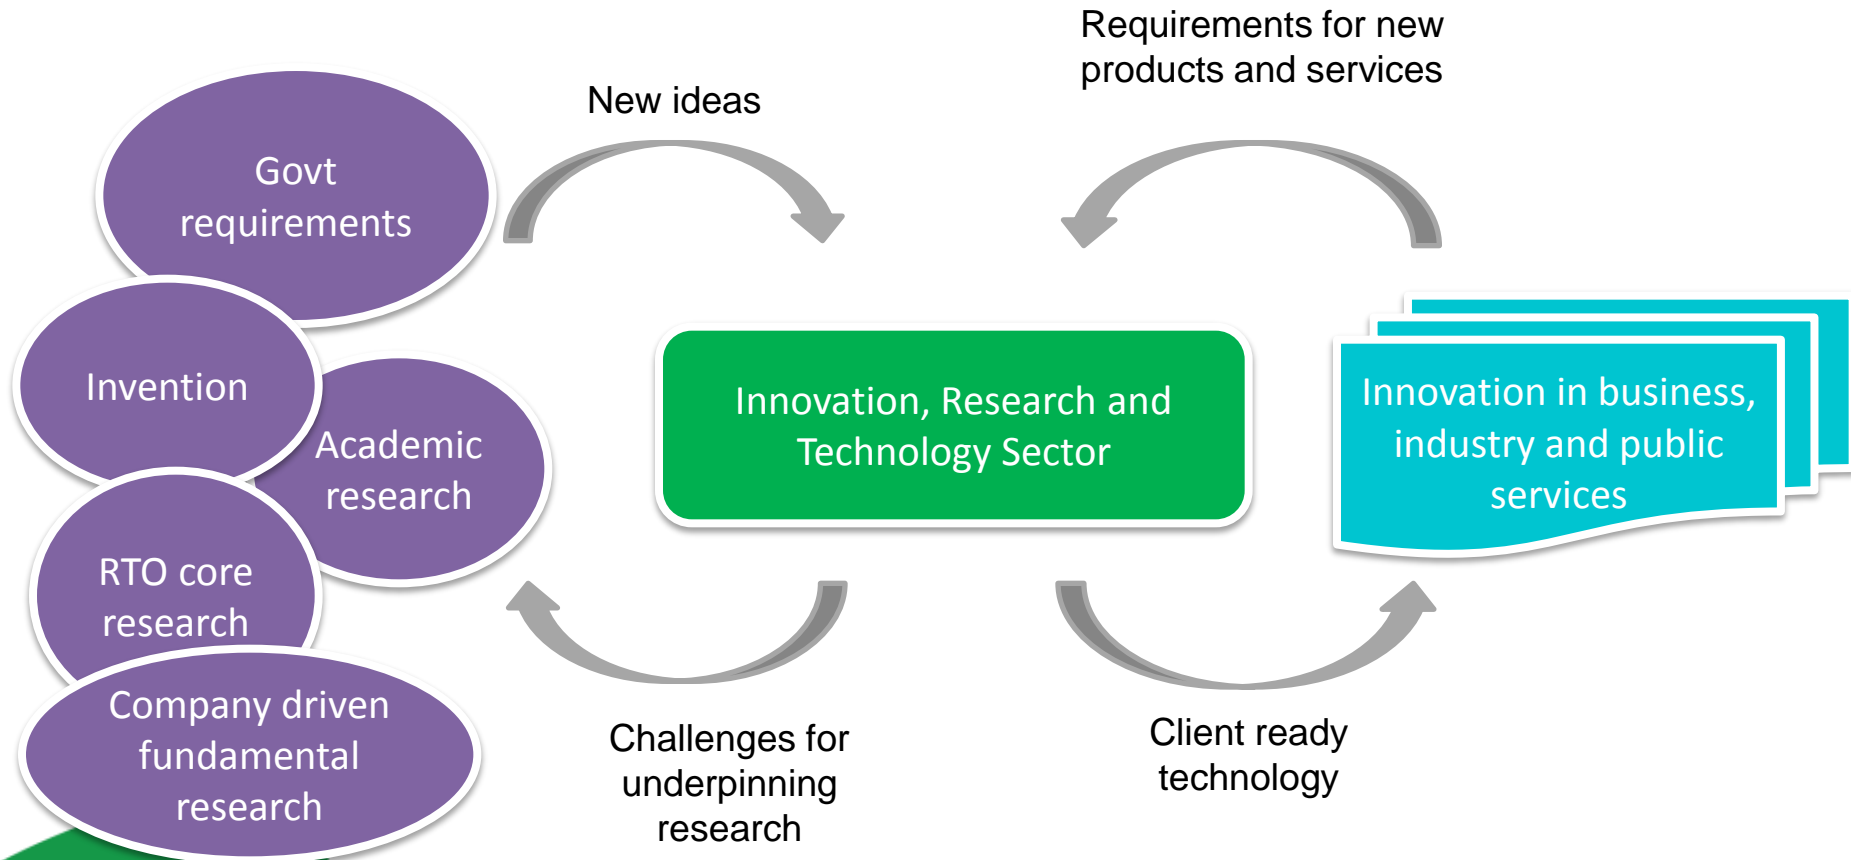 Requirements for new
products and services
New ideas
Govt
requirements
Invention
Academic
research
RTO core
research
Company driven
fundamental
research
Innovation, Research and
Technology Sector
Innovation in business,
industry and public
services
Challenges for
underpinning
research
Client ready
technology